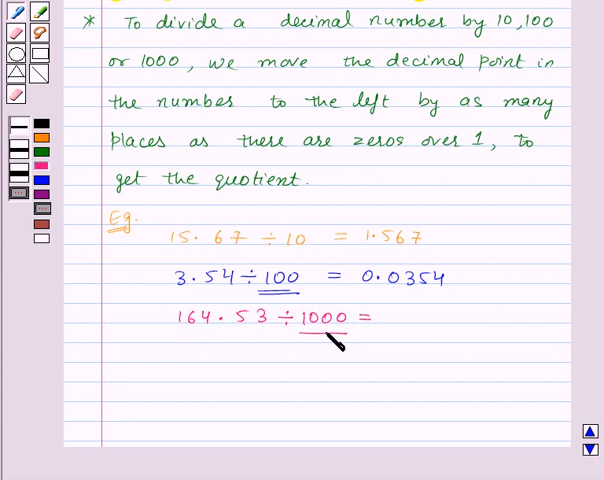 * To divide a decimal number by 10,100
or 1000, we move the decimal point in
the number to the left by as many
places as there are zeros over 1, to
get the quotient.
Eg.
15.67 ÷ 10 = 1.567
3.54 ÷ 100 = 0.0354
164.53 ÷ 1000 =